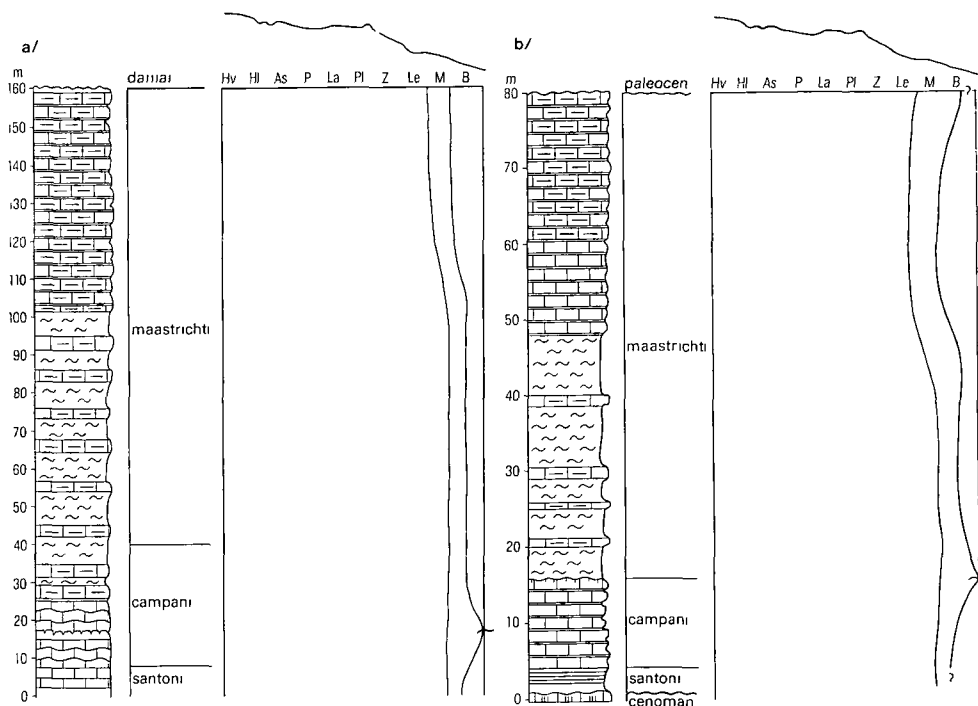 a/
m
damai
Hv Hl As P La Pl Z Le M B
160
150
140
130
120
110
100
90
80
70
60
50
40
30
20
10
0
maastrichti
campani
santoni
b/
m
paleocen
Hv Hl As P La Pl Z Le M B ?
80
70
60
50
40
30
20
10
0
maastrichti
campani
santoni
cenoman
?